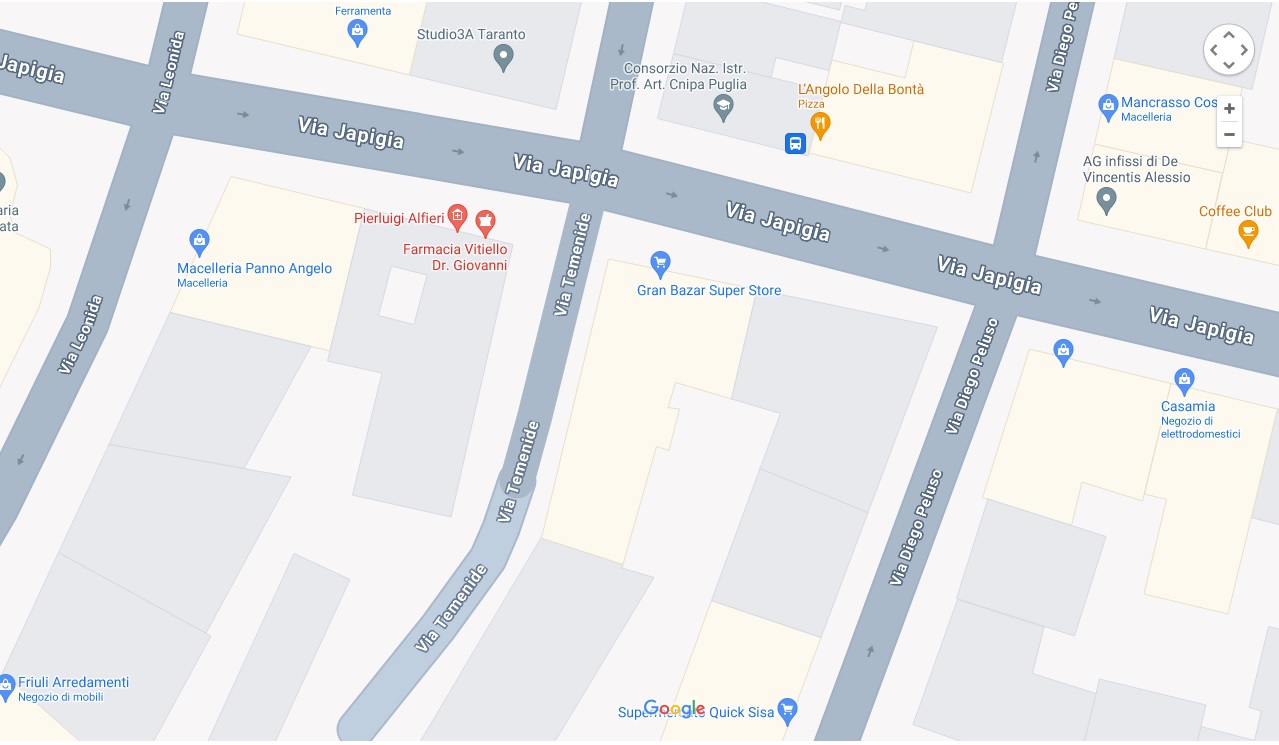 Ferramenta
Studio3A Taranto
Japigia
Via Leonida
Via Japigia
Via Japigia
Consorzio Naz. Istr.
Prof. Art. Cnipa Puglia
L'Angolo Della Bontà
Pizza
Via Diego Pe
Mancrasso Cos
Macelleria
AG infissi di De
Vincentis Alessio
Coffee Club
Via Japigia
Via Japigia
Via Japigia
aria
ata
Pierluigi Alfieri
Farmacia Vitiello
Dr. Giovanni
Macelleria Panno Angelo
Macelleria
Via Temenide
Gran Bazar Super Store
Via Leonida
Via Diego Peluso
Casamia
Negozio di
elettrodomestici
Via Temenide
Via Diego Peluso
Via Temenide
Friuli Arredamenti
Negozio di mobili
Google
Quick Sisa